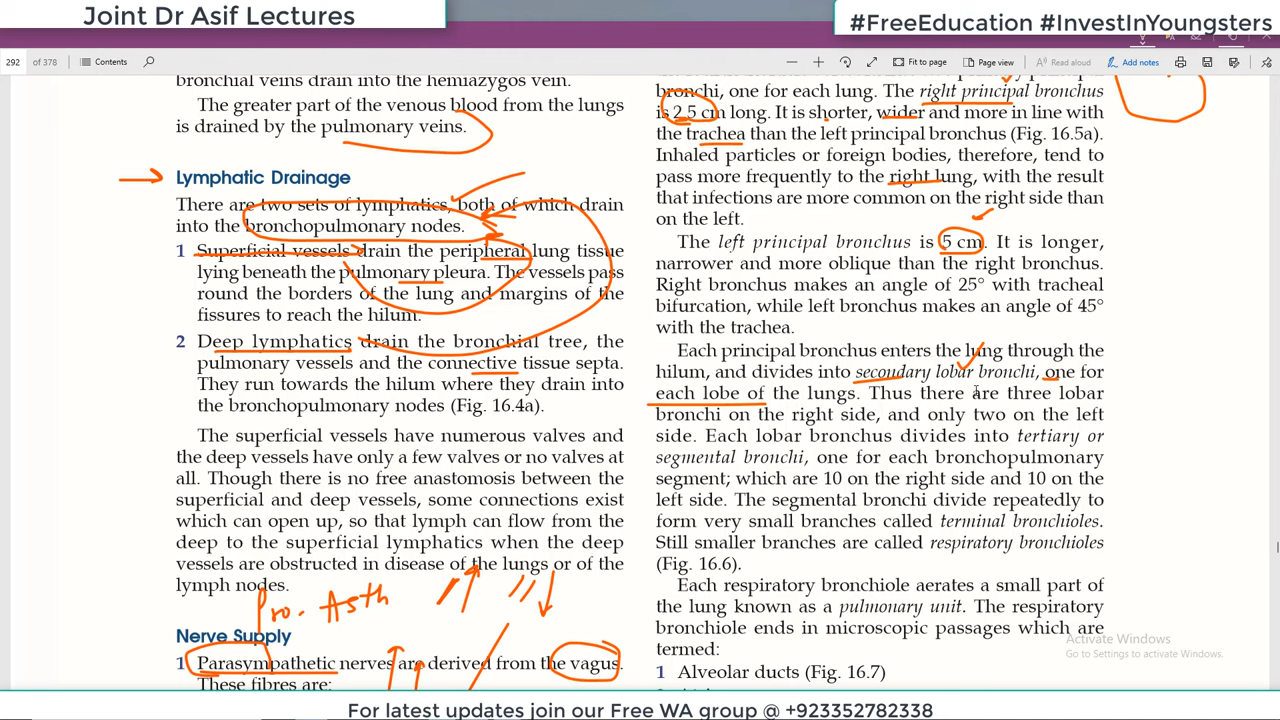 Joint Dr Asif Lectures
#FreeEducation #InvestInYoungsters
292 of 378
Contents
Fit to page
Page view
Read aloud
Add notes
bronchial veins drain into the hemiazygos vein.
The greater part of the venous blood from the lungs
is drained by the pulmonary veins.
Lymphatic Drainage
There are two sets of lymphatics, both of which drain
into the bronchopulmonary nodes.
1 Superficial vessels drain the peripheral lung tissue
lying beneath the pulmonary pleura. The vessels pass
round the borders of the lung and margins of the
fissures to reach the hilum.
2 Deep lymphatics drain the bronchial tree, the
pulmonary vessels and the connective tissue septa.
They run towards the hilum where they drain into
the bronchopulmonary nodes (Fig. 16.4a).
The superficial vessels have numerous valves and
the deep vessels have only a few valves or no valves at
all. Though there is no free anastomosis between the
superficial and deep vessels, some connections exist
which can open up, so that lymph can flow from the
deep to the superficial lymphatics when the deep
vessels are obstructed in disease of the lungs or of the
lymph nodes.
Pro. Asth
Nerve Supply
1 Parasympathetic nerves are derived from the vagus.
These fibres are:
bronchi, one for each lung. The right principal bronchus
is 2.5 cm long. It is shorter, wider and more in line with
the trachea than the left principal bronchus (Fig. 16.5a).
Inhaled particles or foreign bodies, therefore, tend to
pass more frequently to the right lung, with the result
that infections are more common on the right side than
on the left.
The left principal bronchus is 5 cm. It is longer,
narrower and more oblique than the right bronchus.
Right bronchus makes an angle of 25° with tracheal
bifurcation, while left bronchus makes an angle of 45°
with the trachea.
Each principal bronchus enters the lung through the
hilum, and divides into secondary lobar bronchi, one for
each lobe of the lungs. Thus there are three lobar
bronchi on the right side, and only two on the left
side. Each lobar bronchus divides into tertiary or
segmental bronchi, one for each bronchopulmonary
segment; which are 10 on the right side and 10 on the
left side. The segmental bronchi divide repeatedly to
form very small branches called terminal bronchioles.
Still smaller branches are called respiratory bronchioles
(Fig. 16.6).
Each respiratory bronchiole aerates a small part of
the lung known as a pulmonary unit. The respiratory
bronchiole ends in microscopic passages which are
termed:
1 Alveolar ducts (Fig. 16.7)
Activate Windows
Go to Settings to activate Windows.
For latest updates join our Free WA group @ +923352782338